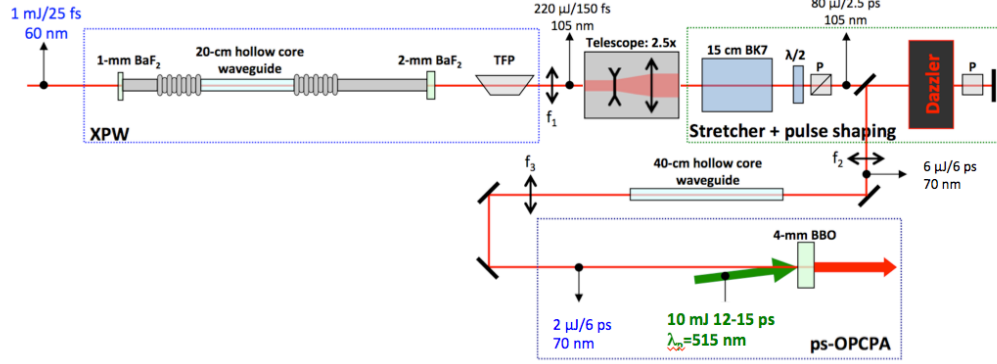 1 mJ/25 fs
60 nm
1-mm BaF2
20-cm hollow core
waveguide
2-mm BaF2
TFP
f1
XPW
220 µJ/150 fs
105 nm
Telescope: 2.5x
15 cm BK7
λ/2
P
80 µJ/2.5 ps
105 nm
Dazzler
P
Stretcher + pulse shaping
f2
6 µJ/6 ps
70 nm
40-cm hollow core
waveguide
f3
4-mm BBO
2 µJ/6 ps
70 nm
10 mJ 12-15 ps
λp=515 nm
ps-OPCPA